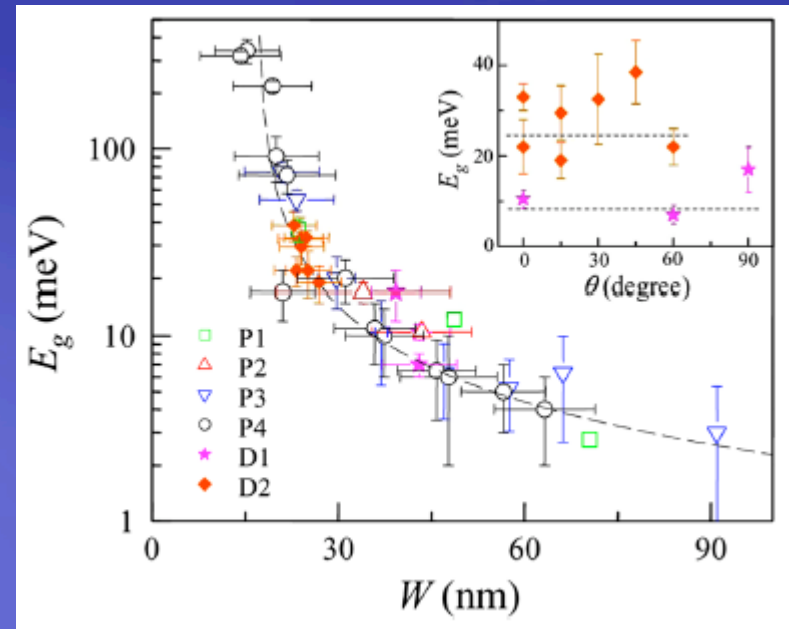 100
10
1
E_g (meV)
0
30
60
90
W (nm)
P1
P2
P3
P4
D1
D2
40
20
0
E_g (meV)
0
30
60
90
θ (degree)